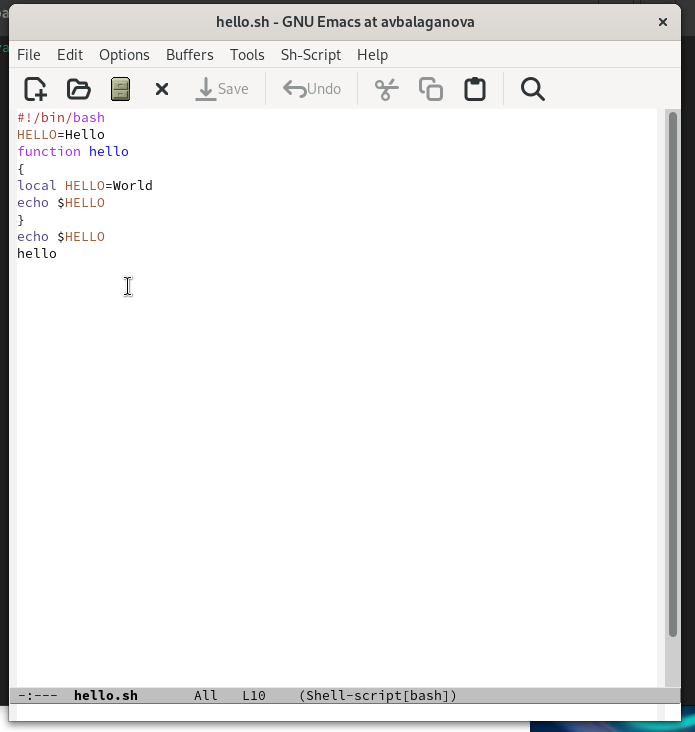 hello.sh - GNU Emacs at avbalaganova
File Edit Options Buffers Tools Sh-Script Help
Save Undo
#!/bin/bash
HELLO=Hello
function hello
{
local HELLO=World
echo $HELLO
}
echo $HELLO
hello
-:--- hello.sh All L10 (Shell-script[bash])